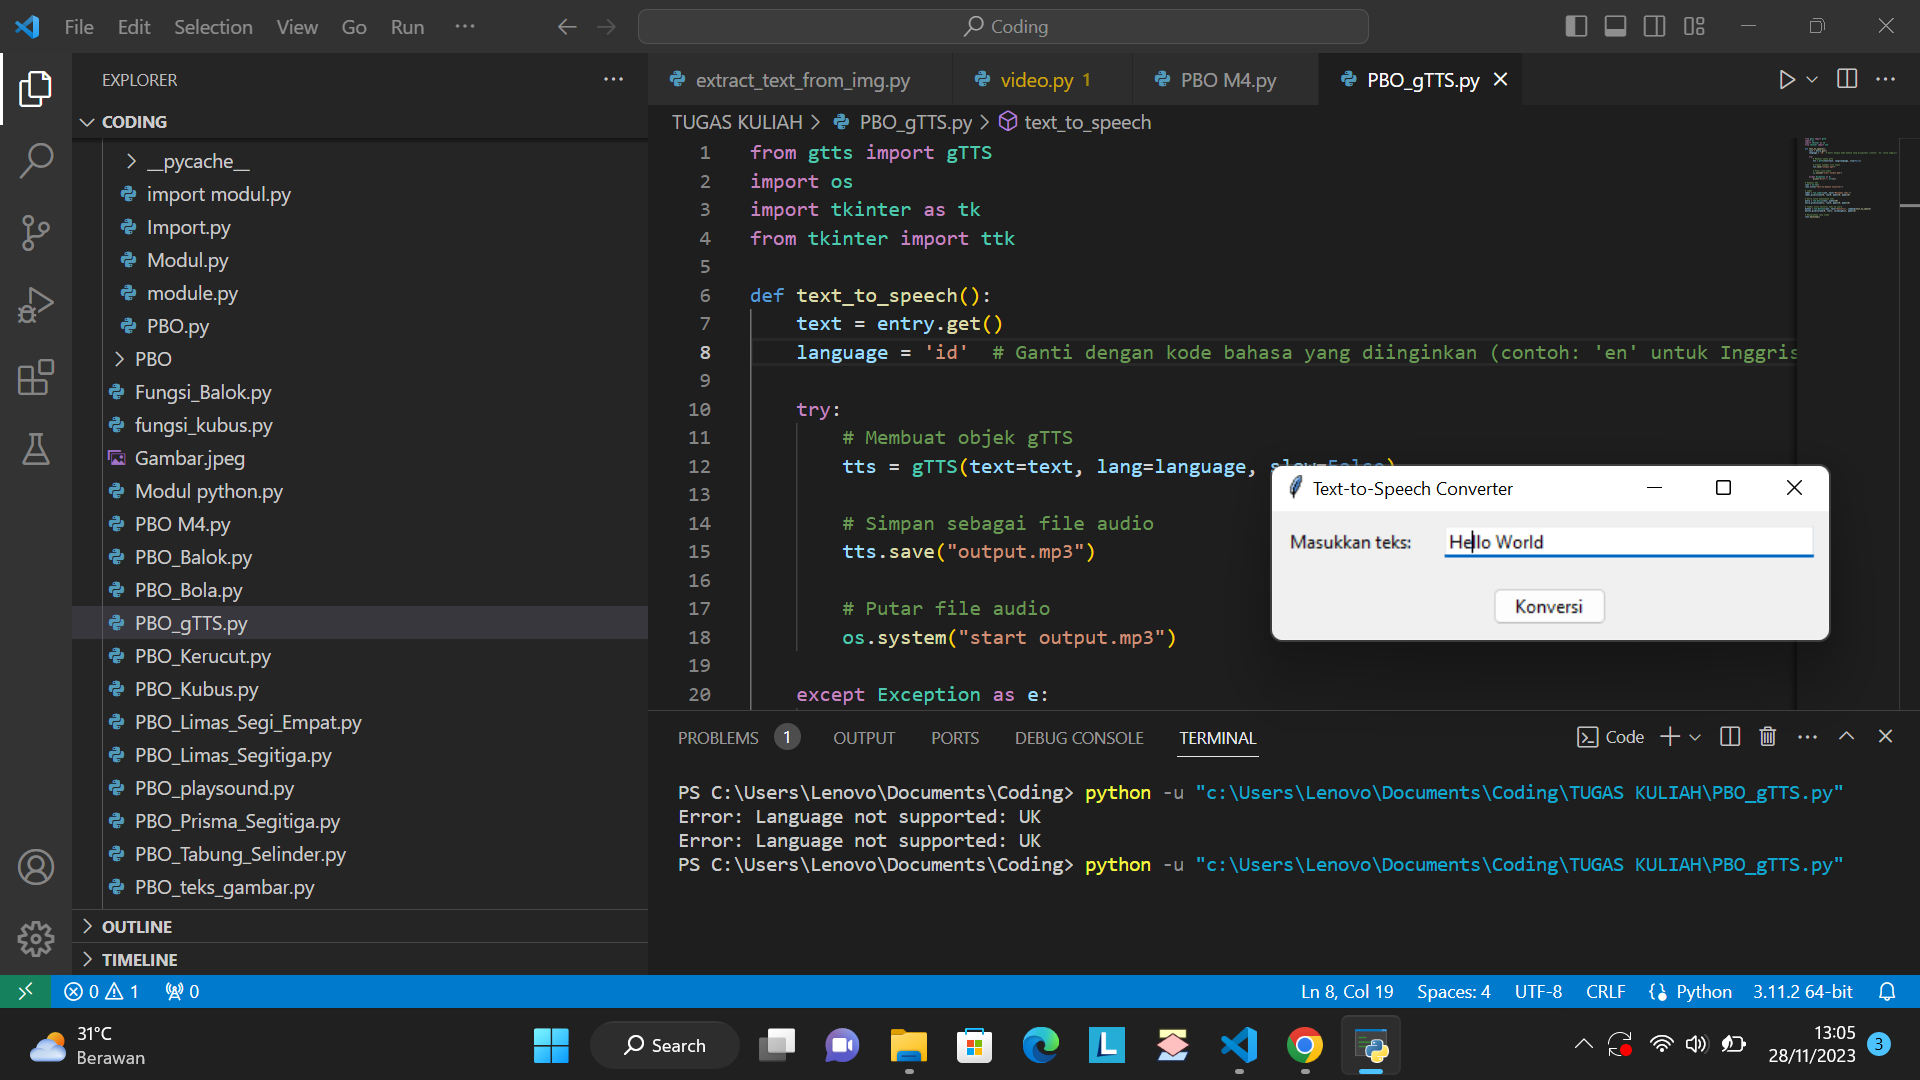 File Edit Selection View Go Run ···
Coding
EXPLORER ···
CODING
__pycache__
import modul.py
Import.py
Modul.py
module.py
PBO.py
PBO
Fungsi_Balok.py
fungsi_kubus.py
Gambar.jpeg
Modul python.py
PBO M4.py
PBO_Balok.py
PBO_Bola.py
PBO_gTTS.py
PBO_Kerucut.py
PBO_Kubus.py
PBO_Limas_Segi_Empat.py
PBO_Limas_Segitiga.py
PBO_playsound.py
PBO_Prisma_Segitiga.py
PBO_Tabung_Selinder.py
PBO_teks_gambar.py
OUTLINE
TIMELINE
extract_text_from_img.py video.py 1 PBO M4.py PBO_gTTS.py
TUGAS KULIAH > PBO_gTTS.py > text_to_speech
1 from gtts import gTTS
2 import os
3 import tkinter as tk
4 from tkinter import ttk
5
6 def text_to_speech():
7 text = entry.get()
8 language = 'id' # Ganti dengan kode bahasa yang diinginkan (contoh: 'en' untuk Inggris
9
10 try:
11 # Membuat objek gTTS
12 tts = gTTS(text=text, lang=language, slow=False)
13
14 # Simpan sebagai file audio
15 tts.save("output.mp3")
16
17 # Putar file audio
18 os.system("start output.mp3")
19
20 except Exception as e:
Text-to-Speech Converter
Masukkan teks: Hello World
Konversi
PROBLEMS 1 OUTPUT PORTS DEBUG CONSOLE TERMINAL Code
PS C:\Users\Lenovo\Documents\Coding> python -u "c:\Users\Lenovo\Documents\Coding\TUGAS KULIAH\PBO_gTTS.py"
Error: Language not supported: UK
Error: Language not supported: UK
PS C:\Users\Lenovo\Documents\Coding> python -u "c:\Users\Lenovo\Documents\Coding\TUGAS KULIAH\PBO_gTTS.py"
0 1 0 Ln 8, Col 19 Spaces: 4 UTF-8 CRLF Python 3.11.2 64-bit
31°C
Berawan
Search
13:05
28/11/2023
3